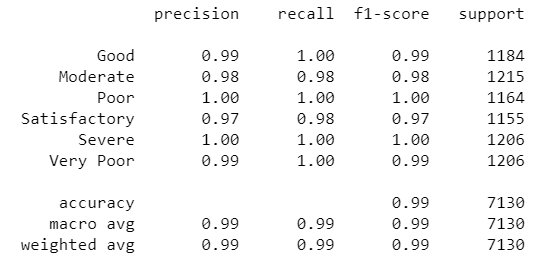 precision recall f1-score support
Good 0.99 1.00 0.99 1184
Moderate 0.98 0.98 0.98 1215
Poor 1.00 1.00 1.00 1164
Satisfactory 0.97 0.98 0.97 1155
Severe 1.00 1.00 1.00 1206
Very Poor 0.99 1.00 0.99 1206
accuracy 0.99 7130
macro avg 0.99 0.99 0.99 7130
weighted avg 0.99 0.99 0.99 7130